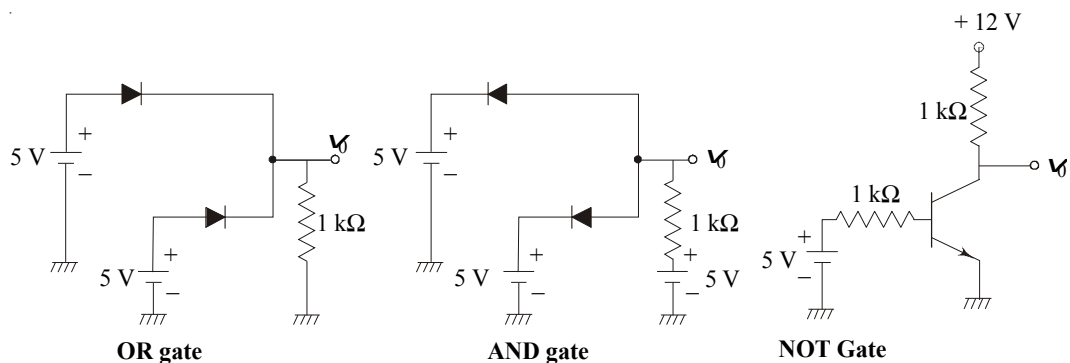 + 12 V
1 kΩ
V0
+
5 V
–
1 kΩ
+
5 V
–
OR gate
V0
+
5 V
–
1 kΩ
+
5 V
–
+
5 V
–
AND gate
V0
1 kΩ
+
5 V
–
NOT Gate